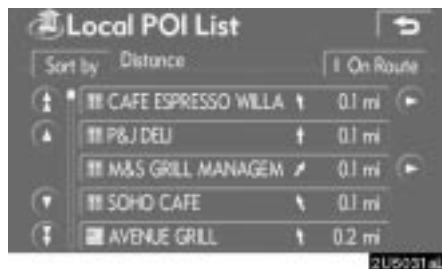 Local POI List
Sort by Distance On Route
CAFE ESPRESSO WILLA 0.1 mi
P&J DELI 0.1 mi
M&S GRILL MANAGEM 0.1 mi
SOHO CAFE 0.1 mi
AVENUE GRILL 0.2 mi
2U5031aL